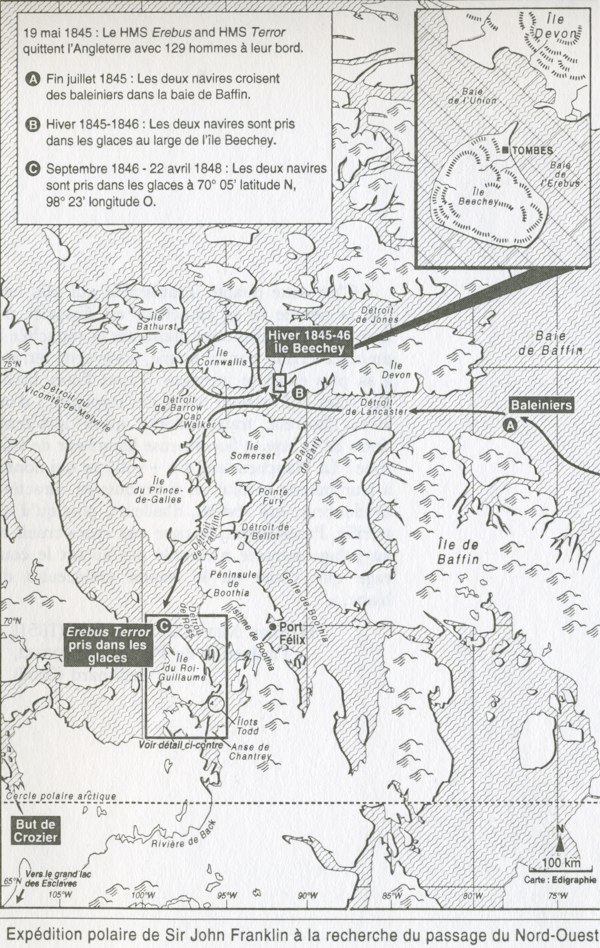 19 mai 1845 : Le HMS Erebus and HMS Terror
quittent l'Angleterre avec 129 hommes à leur bord.
A Fin juillet 1845 : Les deux navires croisent
des baleiniers dans la baie de Baffin.
B Hiver 1845-1846 : Les deux navires sont pris
dans les glaces au large de l'île Beechey.
C Septembre 1846 - 22 avril 1848 : Les deux navires
sont pris dans les glaces à 70° 05' latitude N,
98° 23' longitude O.
Île
Devon
Baie
de l'Union
TOMBES
Baie
de
l'Erebus
Île
Beechey
Île
Bathurst
Détroit
de Jones
Hiver 1845-46
Île Beechey
Baie
de Baffin
75°N
Île
Cornwallis
Île
Devon
B
Détroit du
Vicomte-de-Melville
Détroit
de Barrow
Cap
Walker
Détroit
de Lancaster
Baleiniers
A
Île
Somerset
Baie
de Batty
Île
du Prince-
de-Galles
Pointe
Fury
Détroit
de Franklin
Détroit de
Bellot
Île de
Baffin
Péninsule
de
Boothia
Golfe de Boothia
70°N
Erebus Terror
pris dans les
glaces
C
Détroit
de Ross
Isthme de Boothia
Port
Félix
Île
du Roi-
Guillaume
Îlots
Todd
Voir détail ci-contre
Anse de
Chantrey
Cercle polaire arctique
But de
Crozier
Rivière de Back
N
100 km
Vers le grand lac
des Esclaves
Carte : Edigraphie
65°N
105°W
100°W
95°W
90°W
85°W
80°W
75°W
Expédition polaire de Sir John Franklin à la recherche du passage du Nord-Ouest